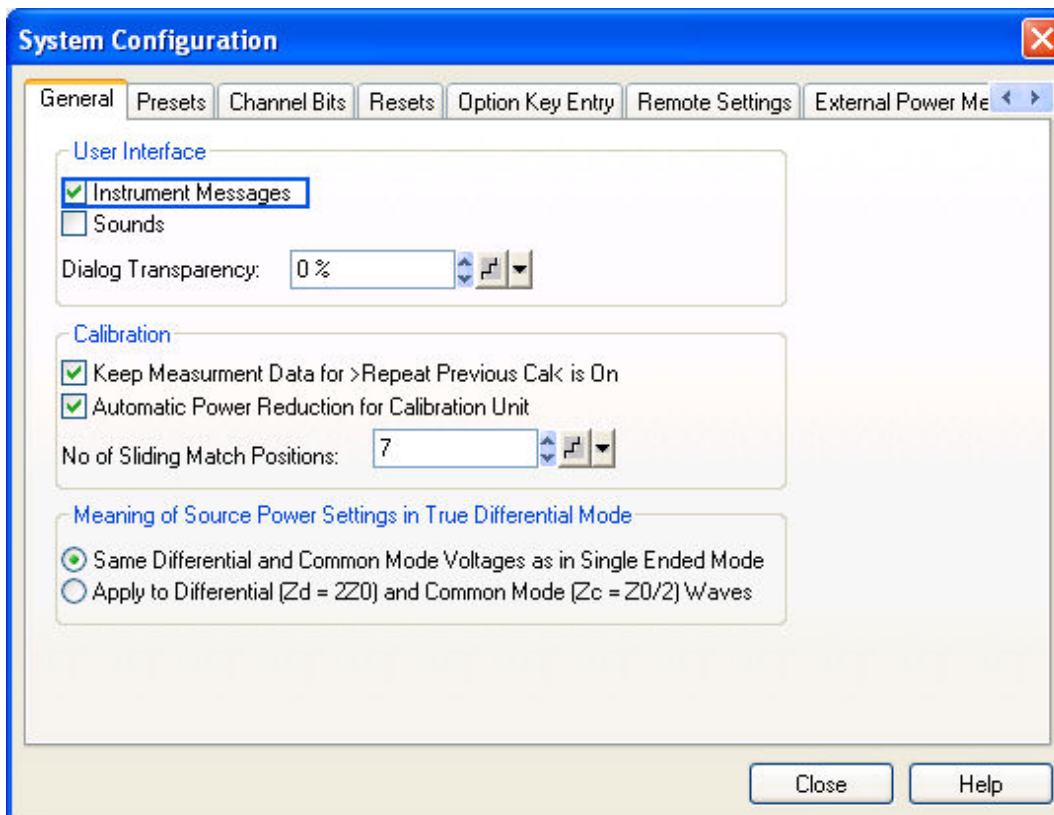 System Configuration
General Presets Channel Bits Resets Option Key Entry Remote Settings External Power Me
User Interface
Instrument Messages
Sounds
Dialog Transparency: 0 %
Calibration
Keep Measurment Data for >Repeat Previous Cal< is On
Automatic Power Reduction for Calibration Unit
No of Sliding Match Positions: 7
Meaning of Source Power Settings in True Differential Mode
Same Differential and Common Mode Voltages as in Single Ended Mode
Apply to Differential (Zd = 2Z0) and Common Mode (Zc = Z0/2) Waves
Close Help